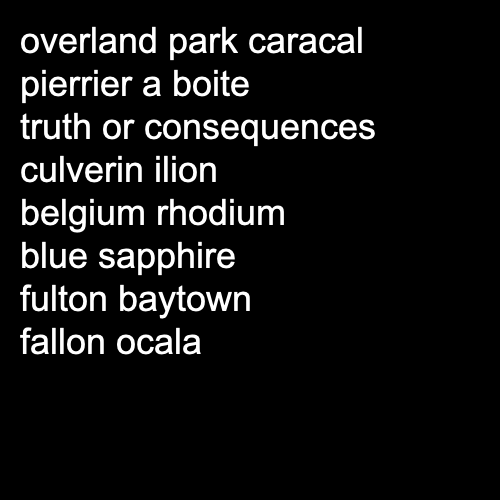 overland park caracal
pierrier a boite
truth or consequences
culverin ilion
belgium rhodium
blue sapphire
fulton baytown
fallon ocala